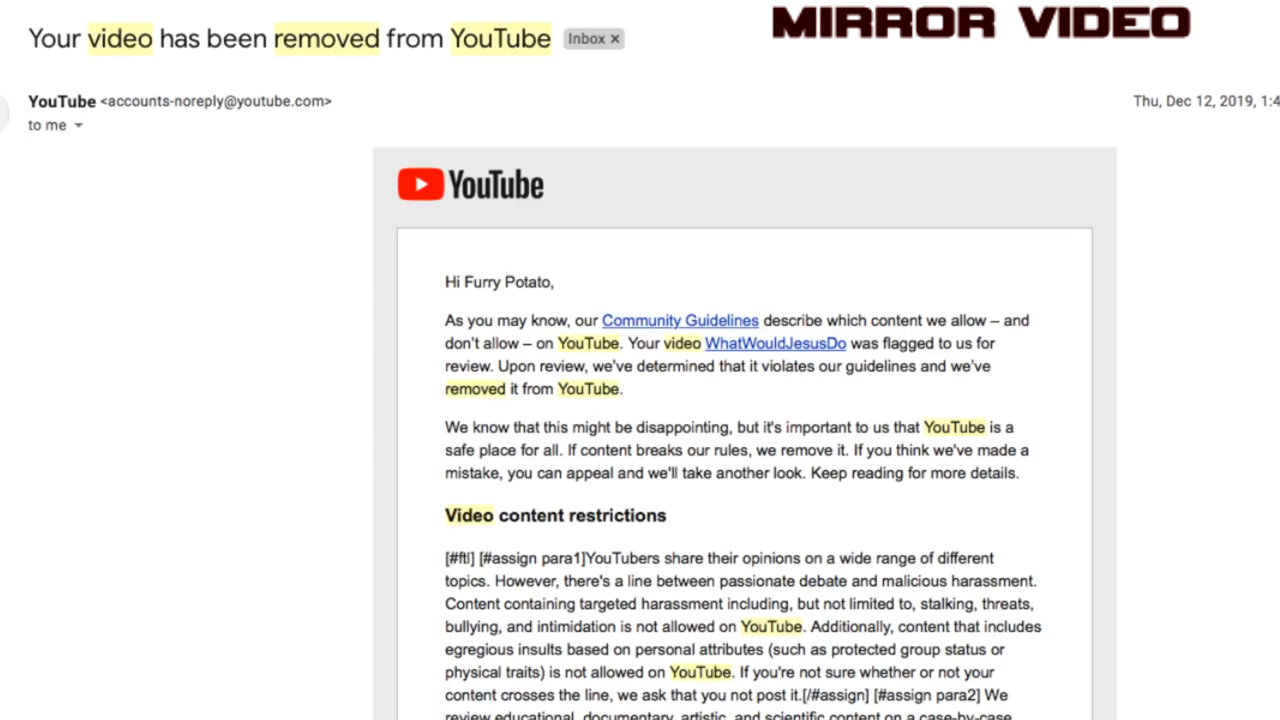 MIRROR VIDEO
Your video has been removed from YouTube Inbox ×
YouTube <accounts-noreply@youtube.com>
Thu, Dec 12, 2019, 1:4
to me
YouTube
Hi Furry Potato,
As you may know, our Community Guidelines describe which content we allow – and
don't allow – on YouTube. Your video WhatWouldJesusDo was flagged to us for
review. Upon review, we've determined that it violates our guidelines and we've
removed it from YouTube.
We know that this might be disappointing, but it's important to us that YouTube is a
safe place for all. If content breaks our rules, we remove it. If you think we've made a
mistake, you can appeal and we'll take another look. Keep reading for more details.
Video content restrictions
[#ftl] [#assign para1]YouTubers share their opinions on a wide range of different
topics. However, there's a line between passionate debate and malicious harassment.
Content containing targeted harassment including, but not limited to, stalking, threats,
bullying, and intimidation is not allowed on YouTube. Additionally, content that includes
egregious insults based on personal attributes (such as protected group status or
physical traits) is not allowed on YouTube. If you're not sure whether or not your
content crosses the line, we ask that you not post it.[/#assign] [#assign para2] We
review educational, documentary, artistic, and scientific content on a case-by-case